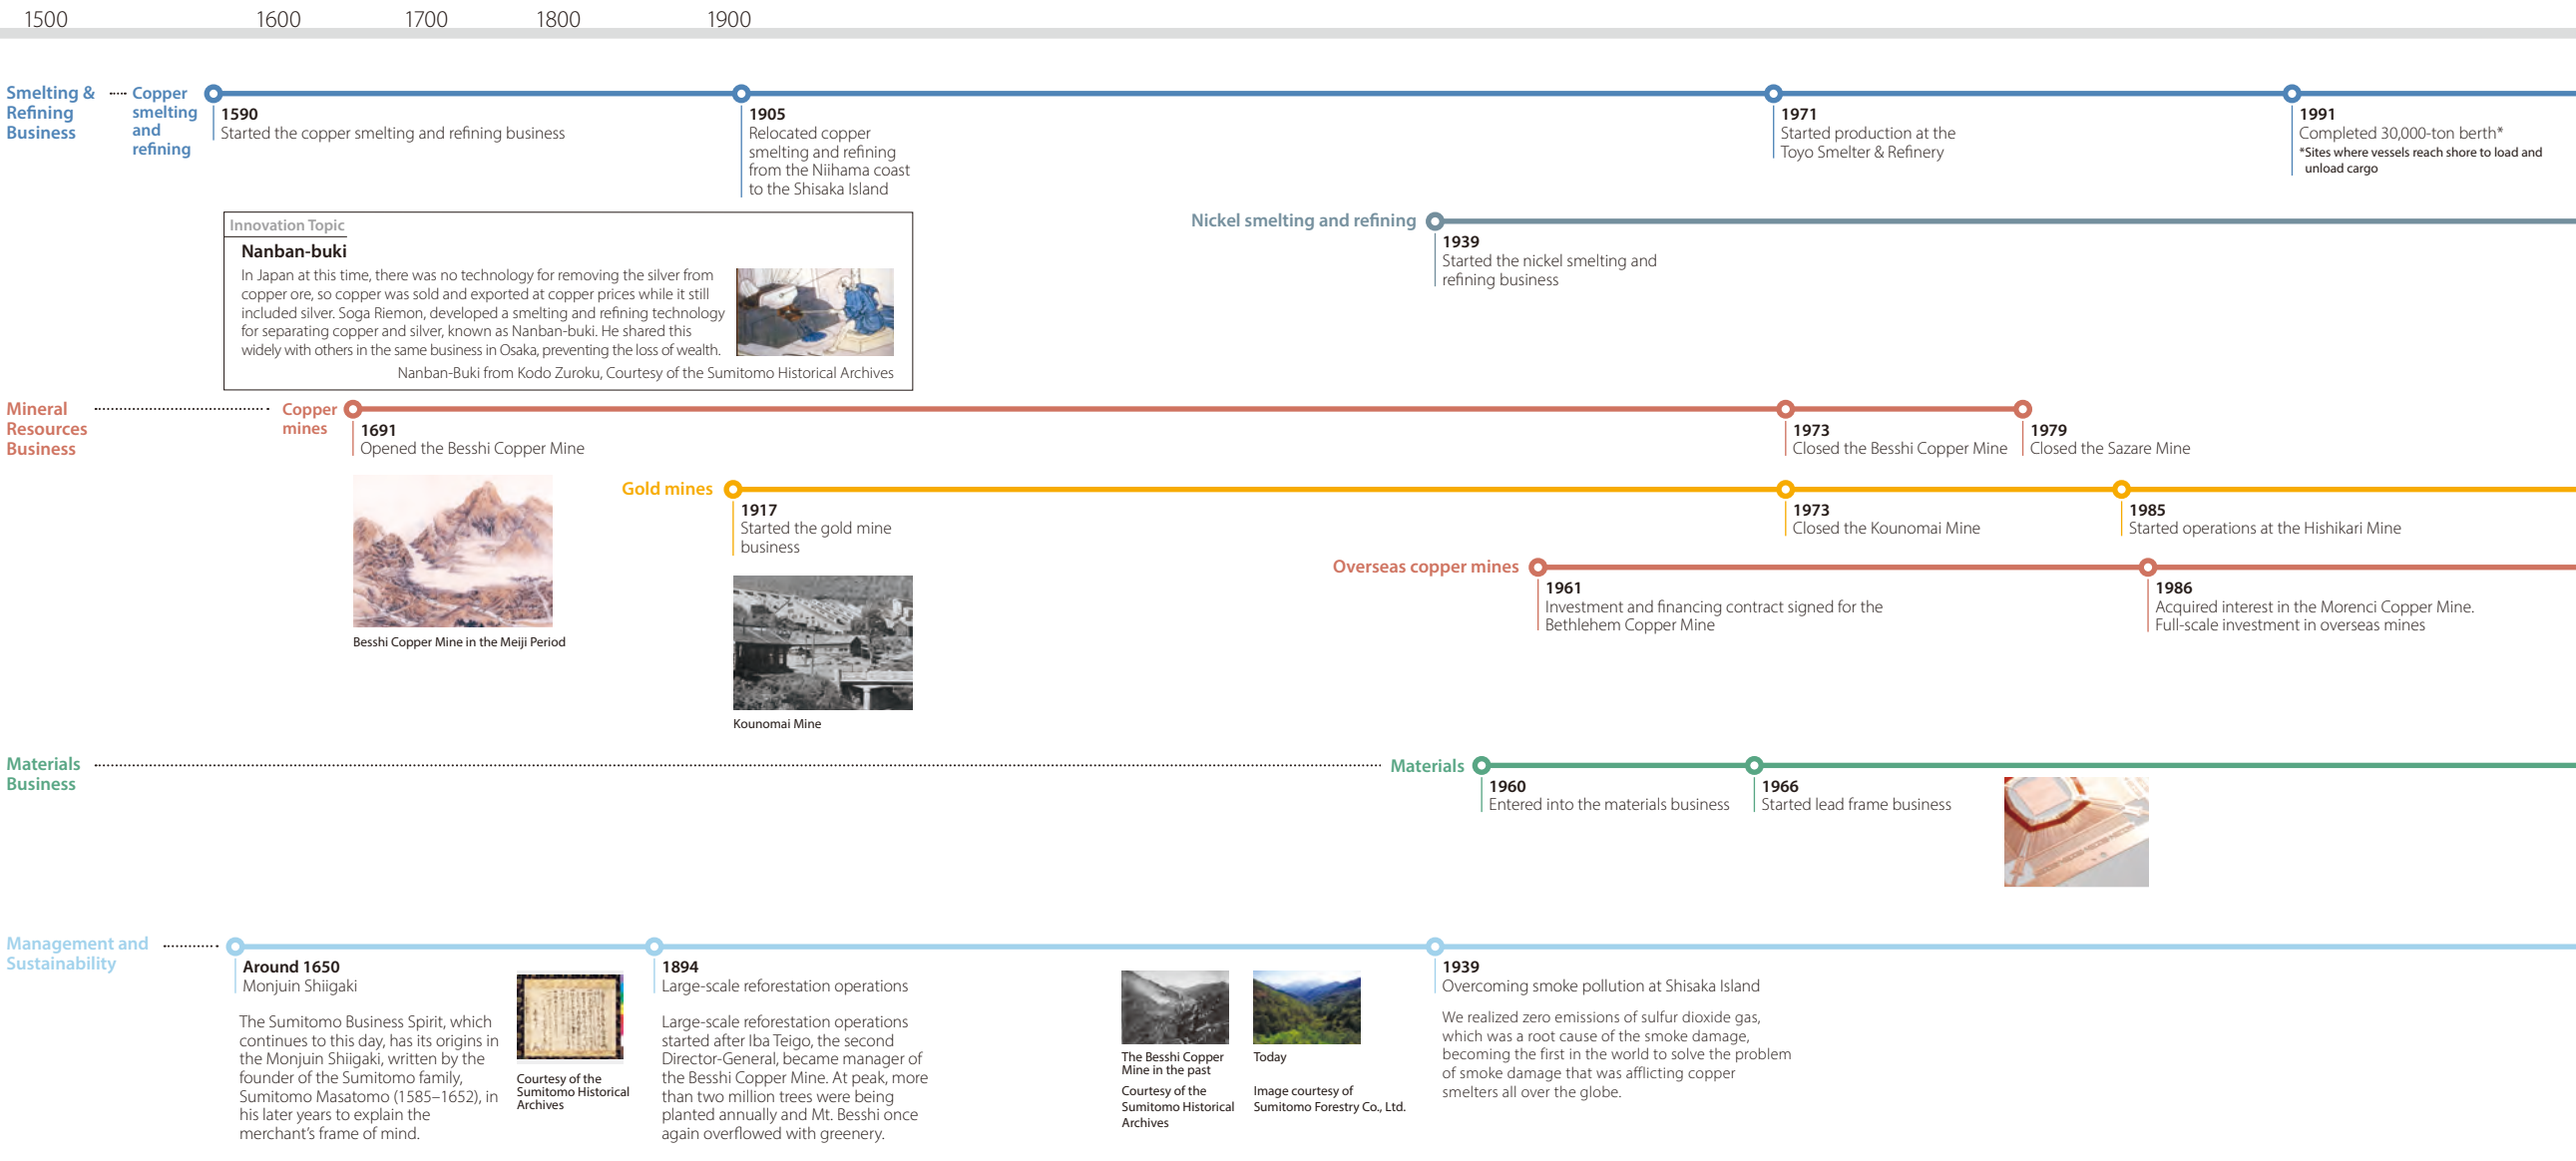 1500
1600
1700
1800
1900
Smelting &
Refining
Business
Copper
smelting
and
refining
1590
Started the copper smelting and refining business
1905
Relocated copper
smelting and refining
from the Niihama coast
to the Shisaka Island
1971
Started production at the
Toyo Smelter & Refinery
1991
Completed 30,000-ton berth*
*Sites where vessels reach shore to load and
unload cargo
Nickel smelting and refining
1939
Started the nickel smelting and
refining business
Innovation Topic
Nanban-buki
In Japan at this time, there was no technology for removing the silver from
copper ore, so copper was sold and exported at copper prices while it still
included silver. Soga Riemon, developed a smelting and refining technology
for separating copper and silver, known as Nanban-buki. He shared this
widely with others in the same business in Osaka, preventing the loss of wealth.
Nanban-Buki from Kodo Zuroku, Courtesy of the Sumitomo Historical Archives
Mineral
Resources
Business
Copper
mines
1691
Opened the Besshi Copper Mine
1973
Closed the Besshi Copper Mine
1979
Closed the Sazare Mine
Besshi Copper Mine in the Meiji Period
Gold mines
1917
Started the gold mine
business
1973
Closed the Kounomai Mine
1985
Started operations at the Hishikari Mine
Kounomai Mine
Overseas copper mines
1961
Investment and financing contract signed for the
Bethlehem Copper Mine
1986
Acquired interest in the Morenci Copper Mine.
Full-scale investment in overseas mines
Materials
Business
Materials
1960
Entered into the materials business
1966
Started lead frame business
Management and
Sustainability
Around 1650
Monjuin Shiigaki
The Sumitomo Business Spirit, which
continues to this day, has its origins in
the Monjuin Shiigaki, written by the
founder of the Sumitomo family,
Sumitomo Masatomo (1585–1652), in
his later years to explain the
merchant's frame of mind.
Courtesy of the
Sumitomo Historical
Archives
1894
Large-scale reforestation operations
Large-scale reforestation operations
started after Iba Teigo, the second
Director-General, became manager of
the Besshi Copper Mine. At peak, more
than two million trees were being
planted annually and Mt. Besshi once
again overflowed with greenery.
The Besshi Copper
Mine in the past
Courtesy of the
Sumitomo Historical
Archives
Today
Image courtesy of
Sumitomo Forestry Co., Ltd.
1939
Overcoming smoke pollution at Shisaka Island
We realized zero emissions of sulfur dioxide gas,
which was a root cause of the smoke damage,
becoming the first in the world to solve the problem
of smoke damage that was afflicting copper
smelters all over the globe.